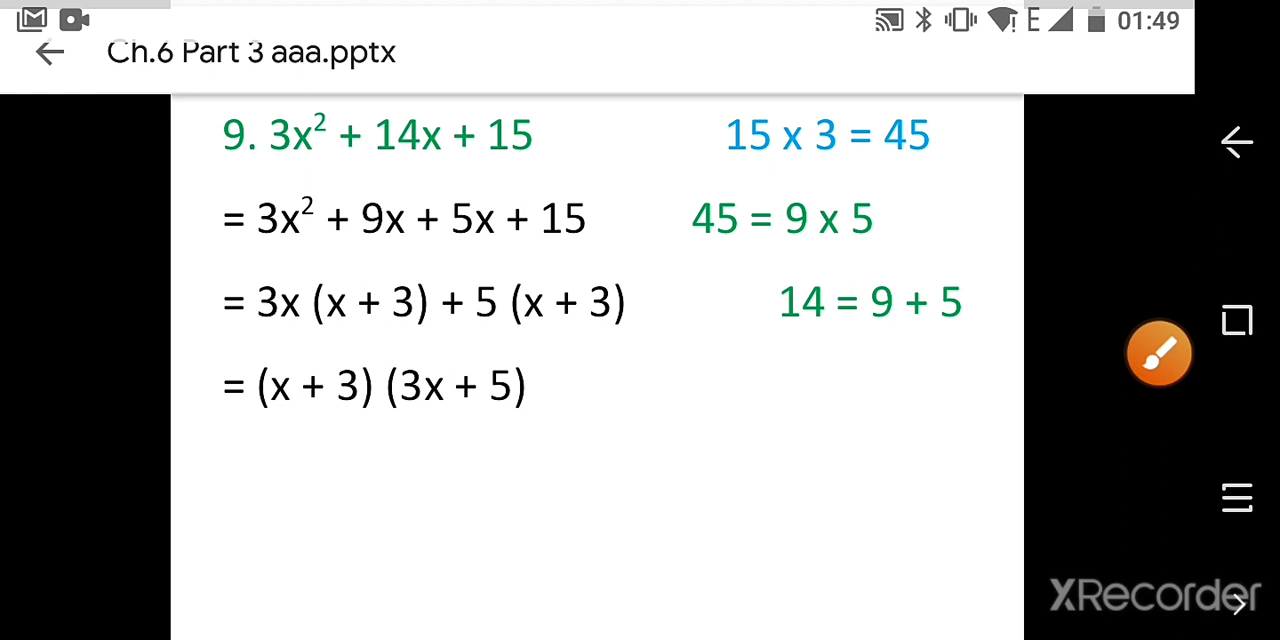 E 01:49
Ch.6 Part 3 aaa.pptx
9. 3x² + 14x + 15 15 x 3 = 45
= 3x² + 9x + 5x + 15 45 = 9 x 5
= 3x (x + 3) + 5 (x + 3) 14 = 9 + 5
= (x + 3) (3x + 5)
XRecorder